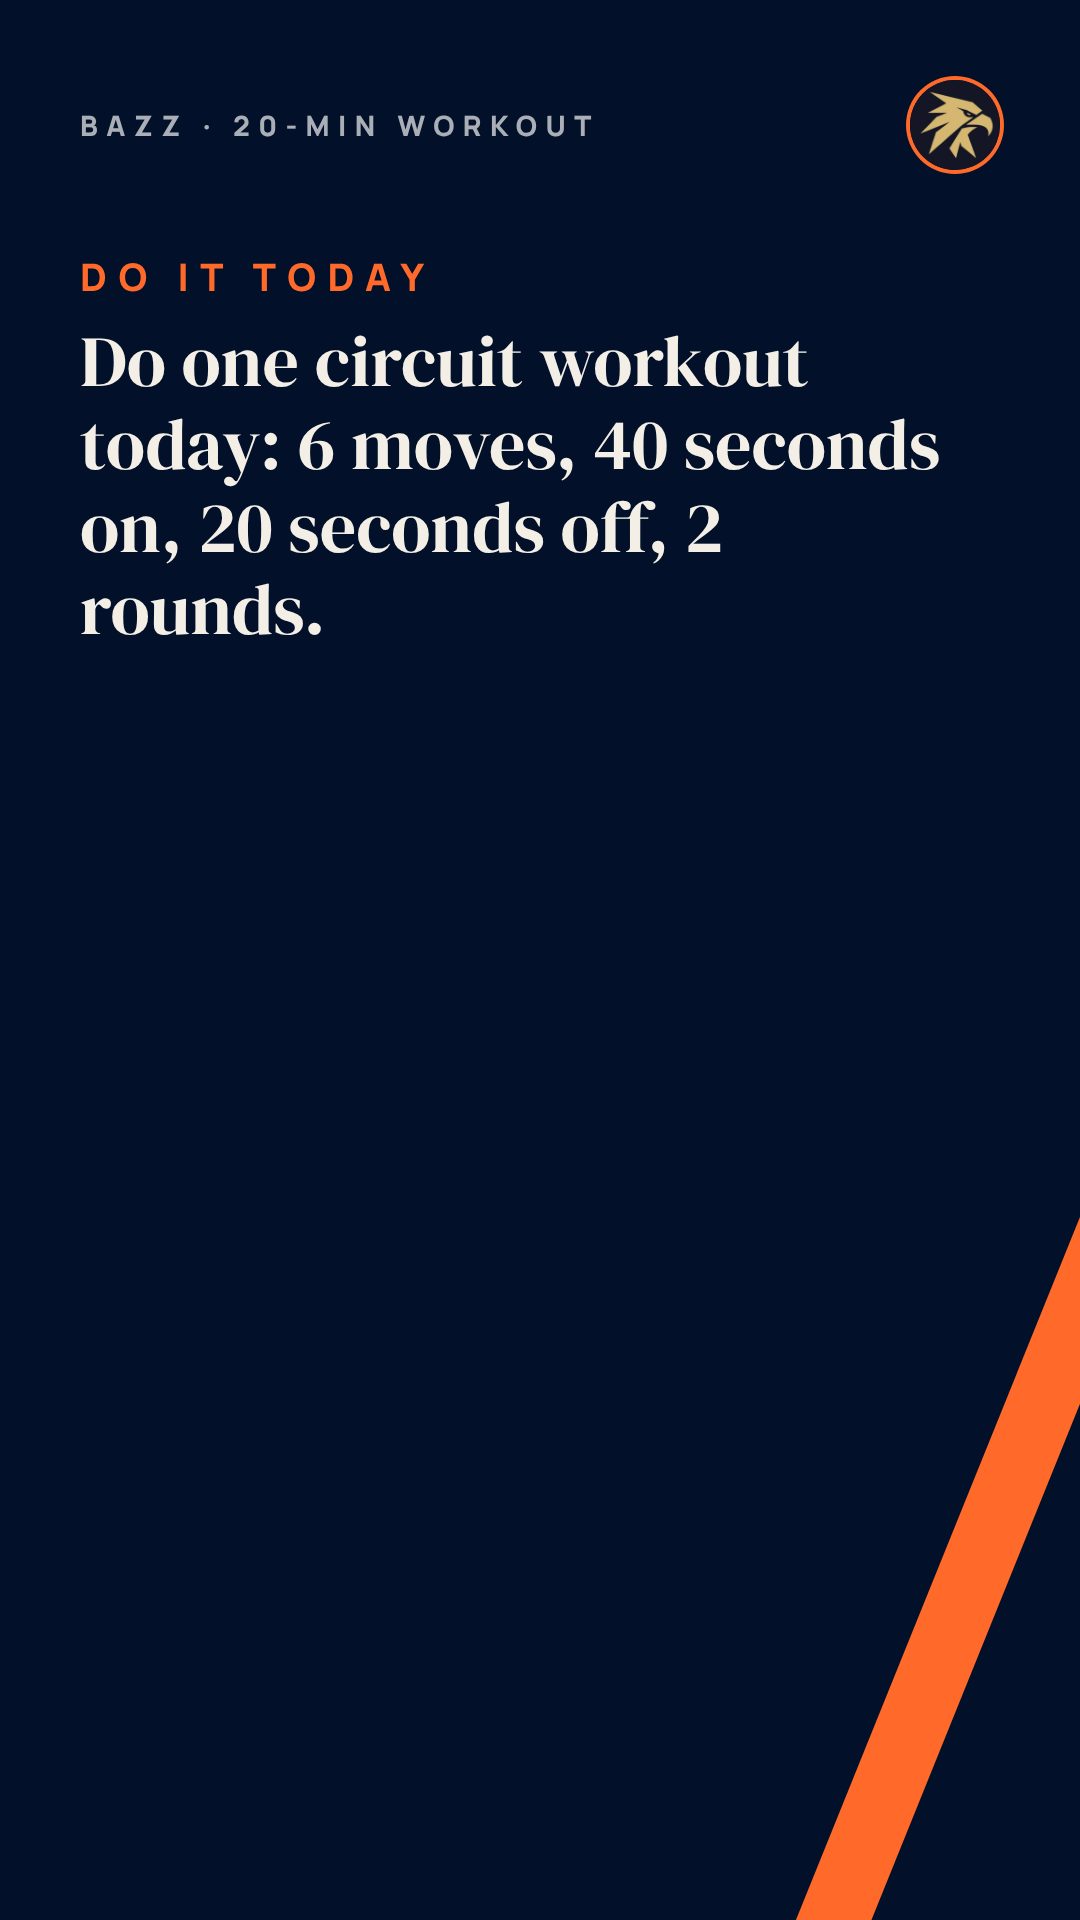 BAZZ · 20-MIN WORKOUT
DO IT TODAY
Do one circuit workout
today: 6 moves, 40 seconds
on, 20 seconds off, 2
rounds.